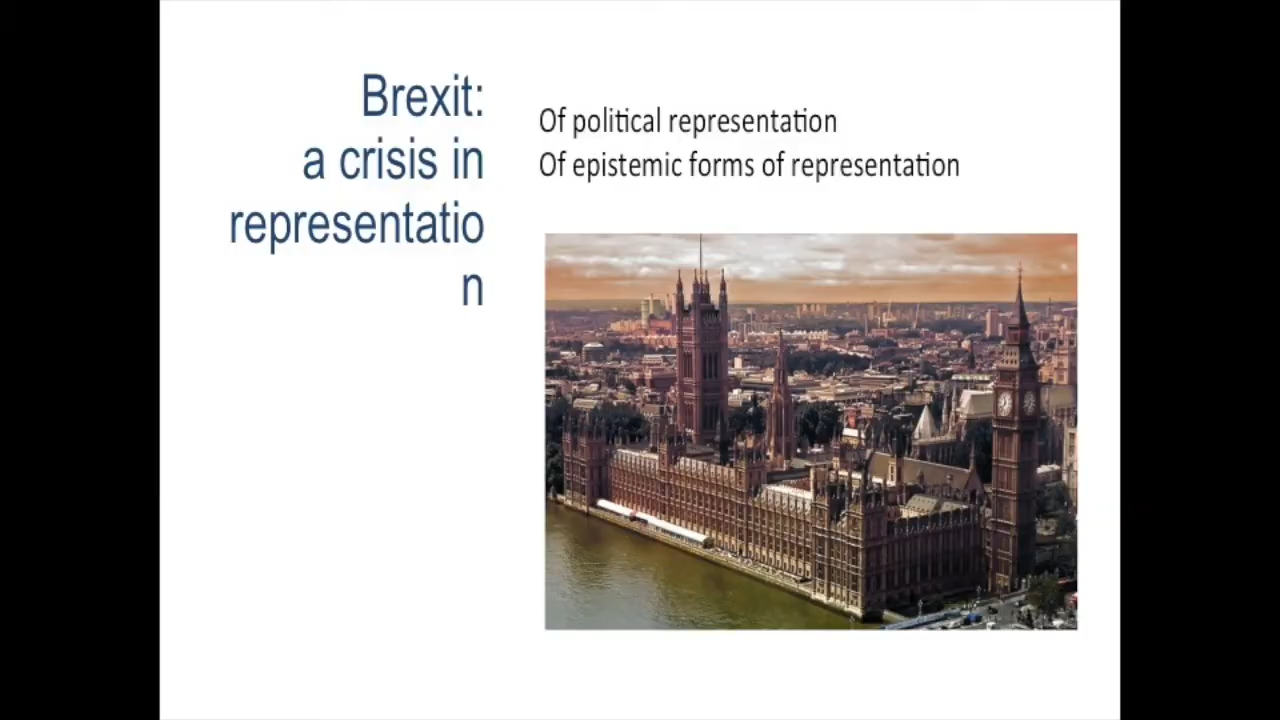 Brexit:
a crisis in
representatio
n
Of political representation
Of epistemic forms of representation